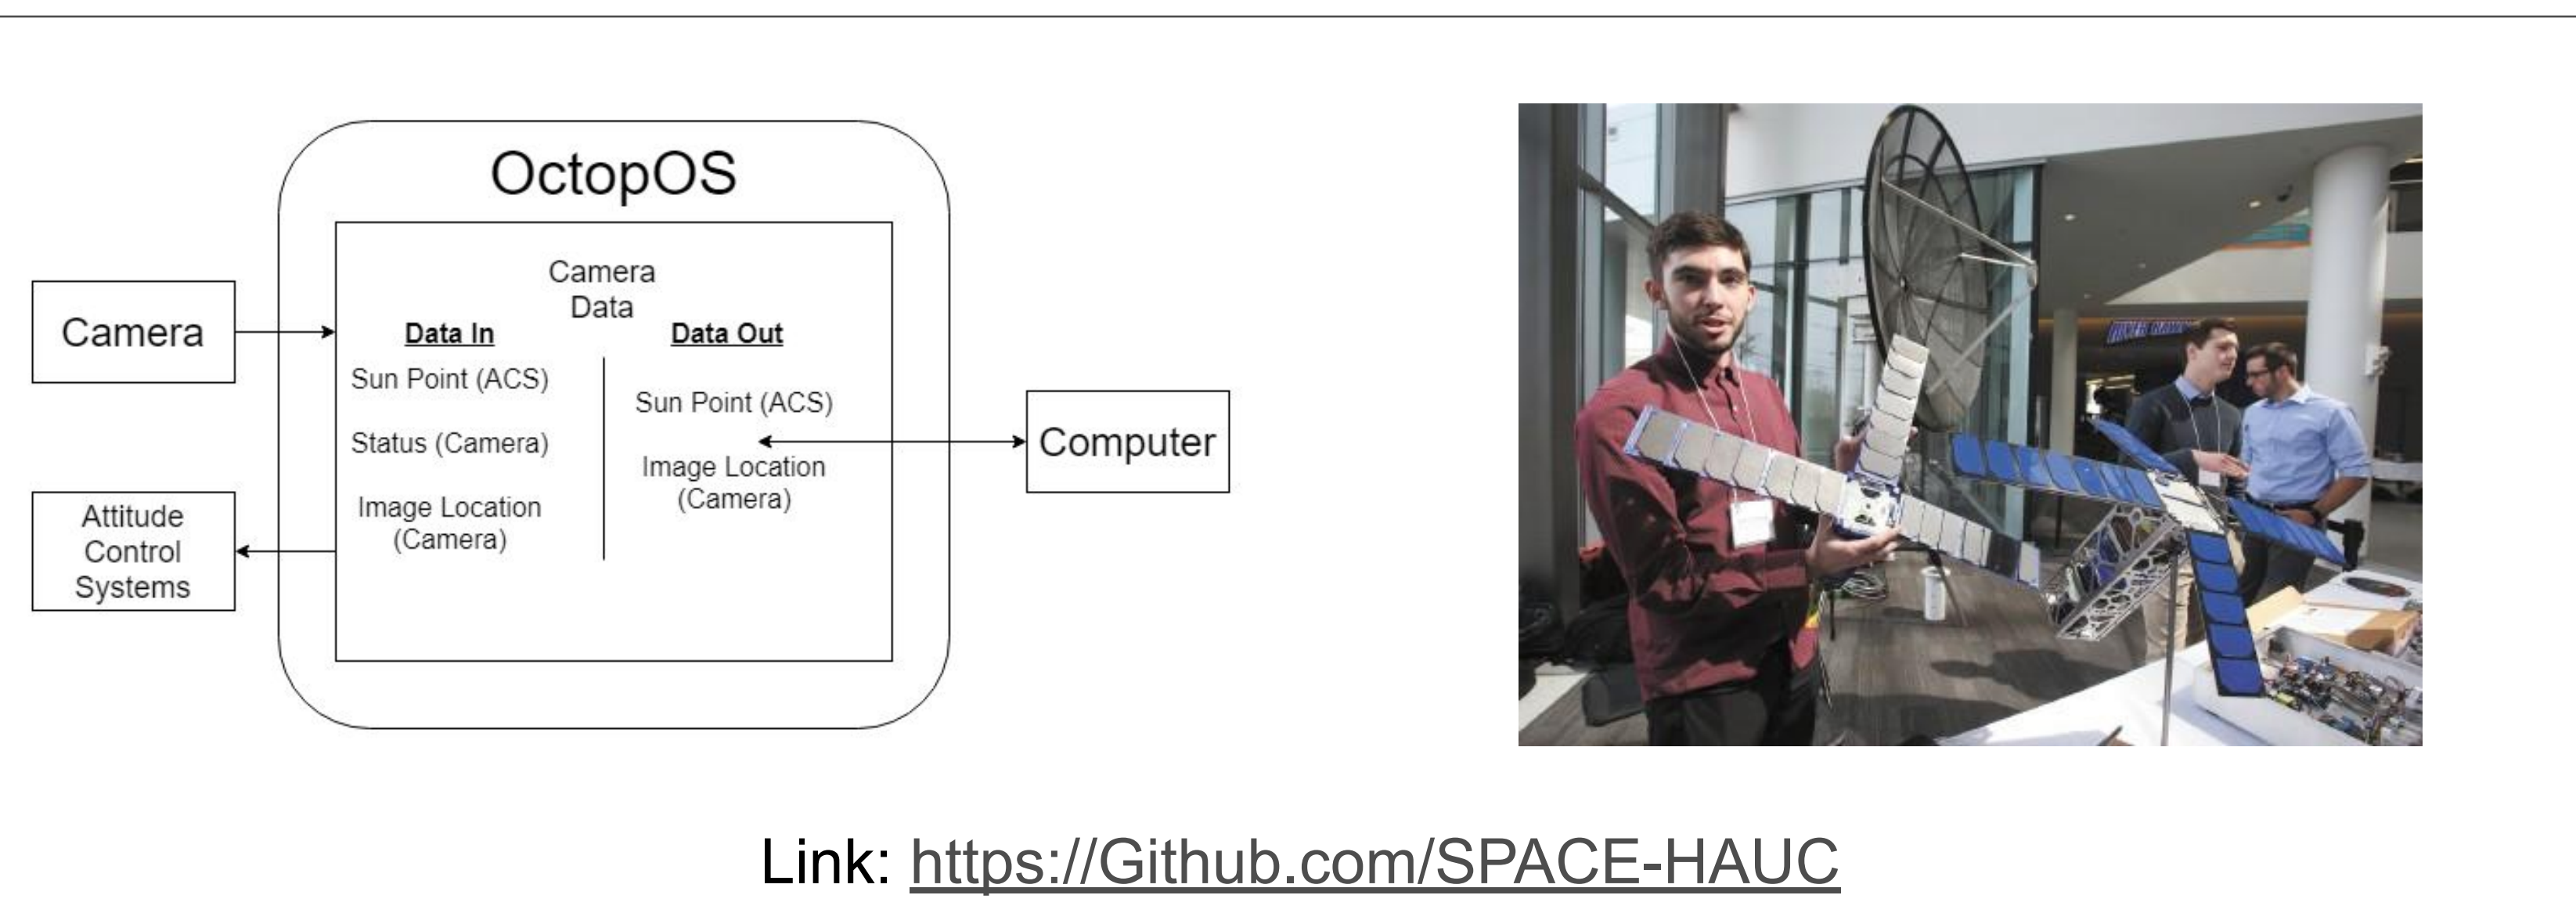 OctopOS
Camera
Data
Data In
Data Out
Sun Point (ACS)
Status (Camera)
Image Location
(Camera)
Sun Point (ACS)
Image Location
(Camera)
Camera
Attitude
Control
Systems
Computer
Link: https://Github.com/SPACE-HAUC